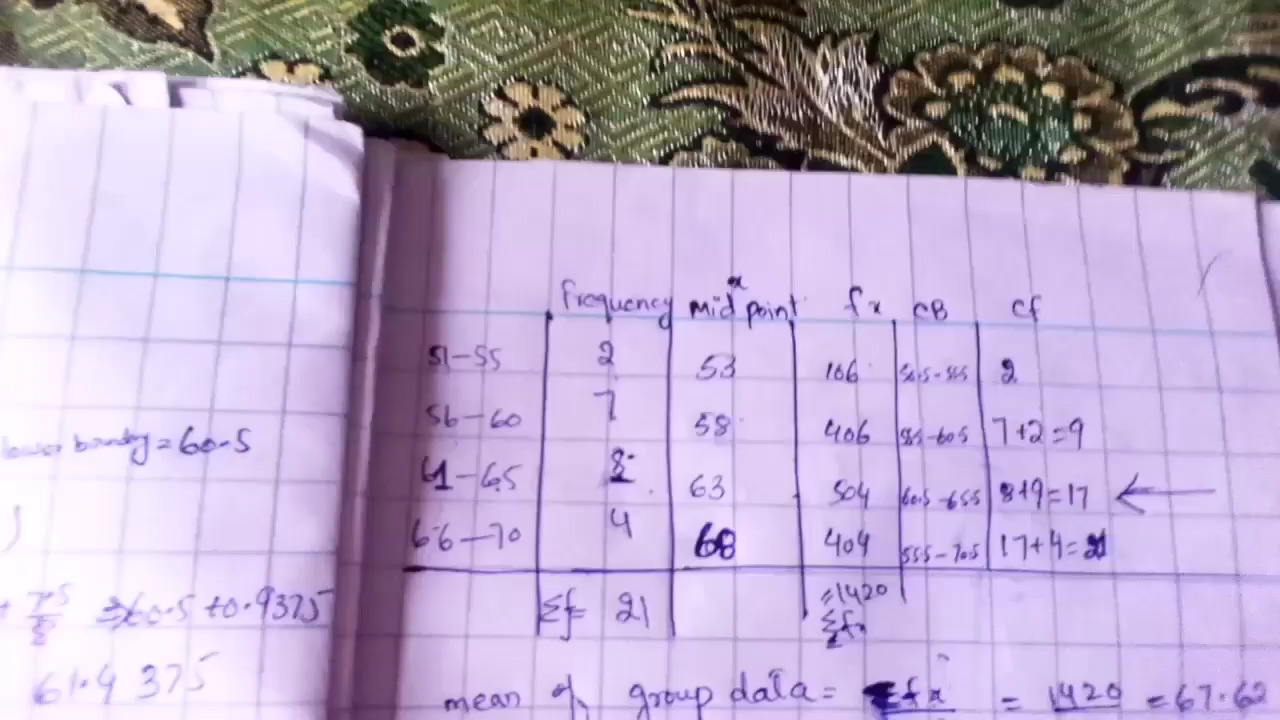 frequency mid point x fx CB Cf
51-55 2 53 106 50.5-55.5 2
56-60 7 58 406 55.5-60.5 7+2=9
61-65 8 63 504 60.5-65.5 8+9=17 ←
66-70 4 68 404 555-70.5 17+4=21
Σf= 21 =1420
Σfx
mean of group data = Σfx = 1420 = 67.62
lower boundry = 60.5
)
+ 7.5/8 = 60.5 + 0.9375
61.4375